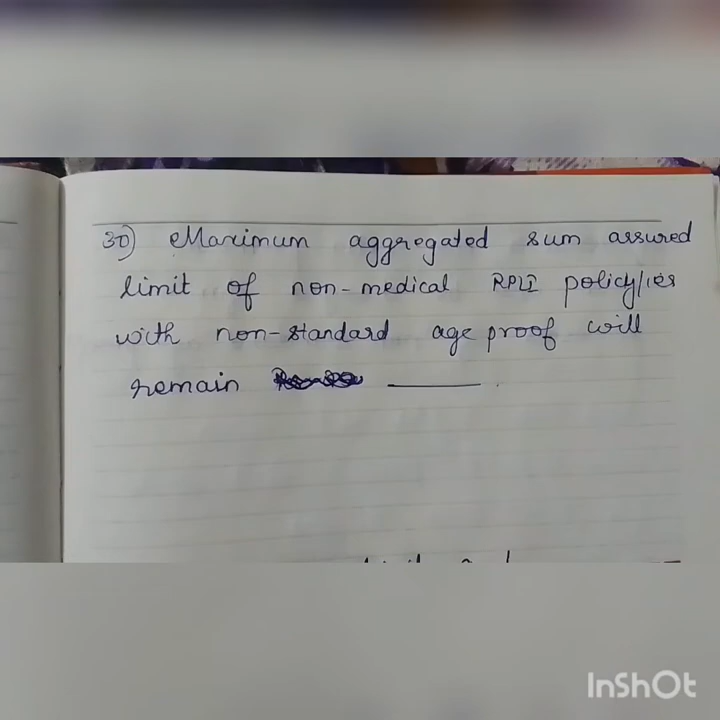 30) Maximum aggregated sum assured
limit of non-medical RPLI policy/ies
with non-standard age proof will
remain ______.
InShOt